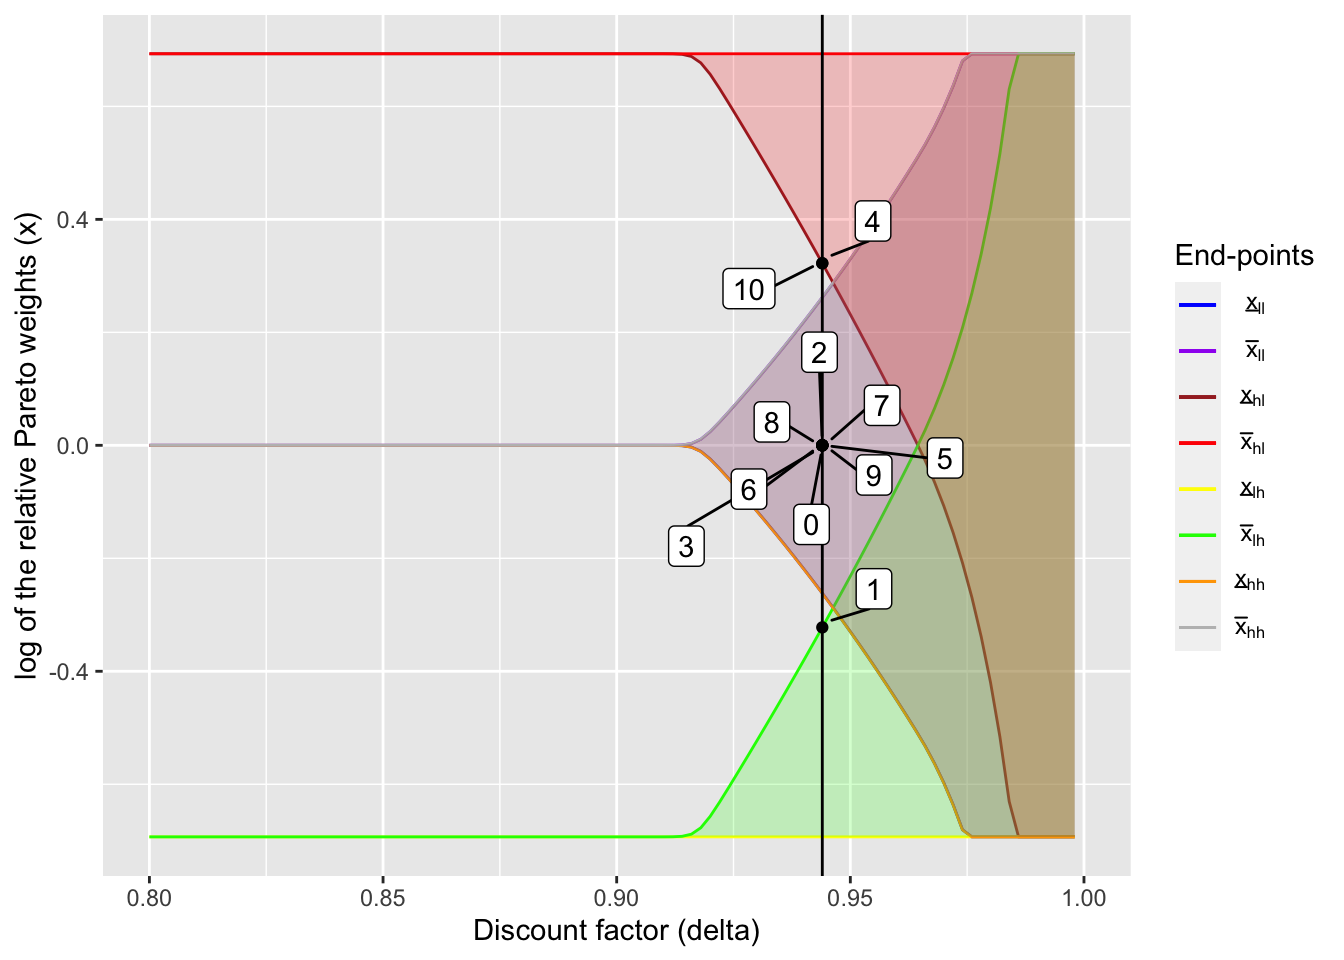 0.4
0.0
-0.4
log of the relative Pareto weights (x)
4
10
2
7
8
5
9
6
0
3
1
0.80
0.85
0.90
0.95
1.00
Discount factor (delta)
End-points
x̲ll
x̅ll
x̲hl
x̅hl
x̲lh
x̅lh
x̲hh
x̅hh